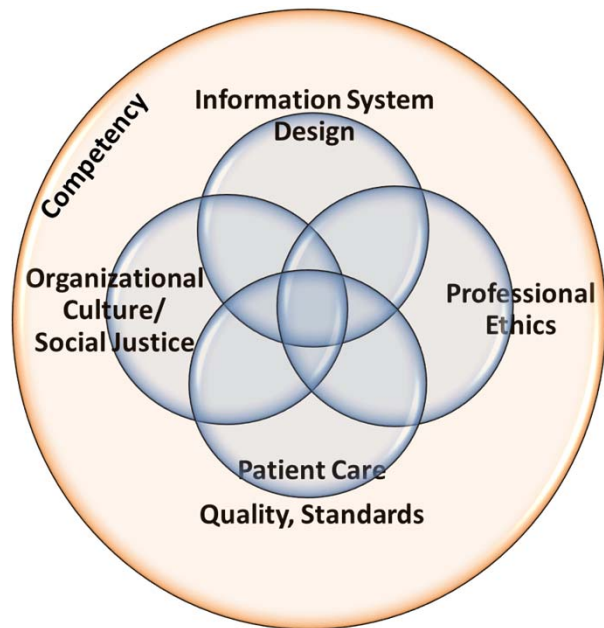 Information System
Design
Competency
Organizational
Culture/
Social Justice
Professional
Ethics
Patient Care
Quality, Standards